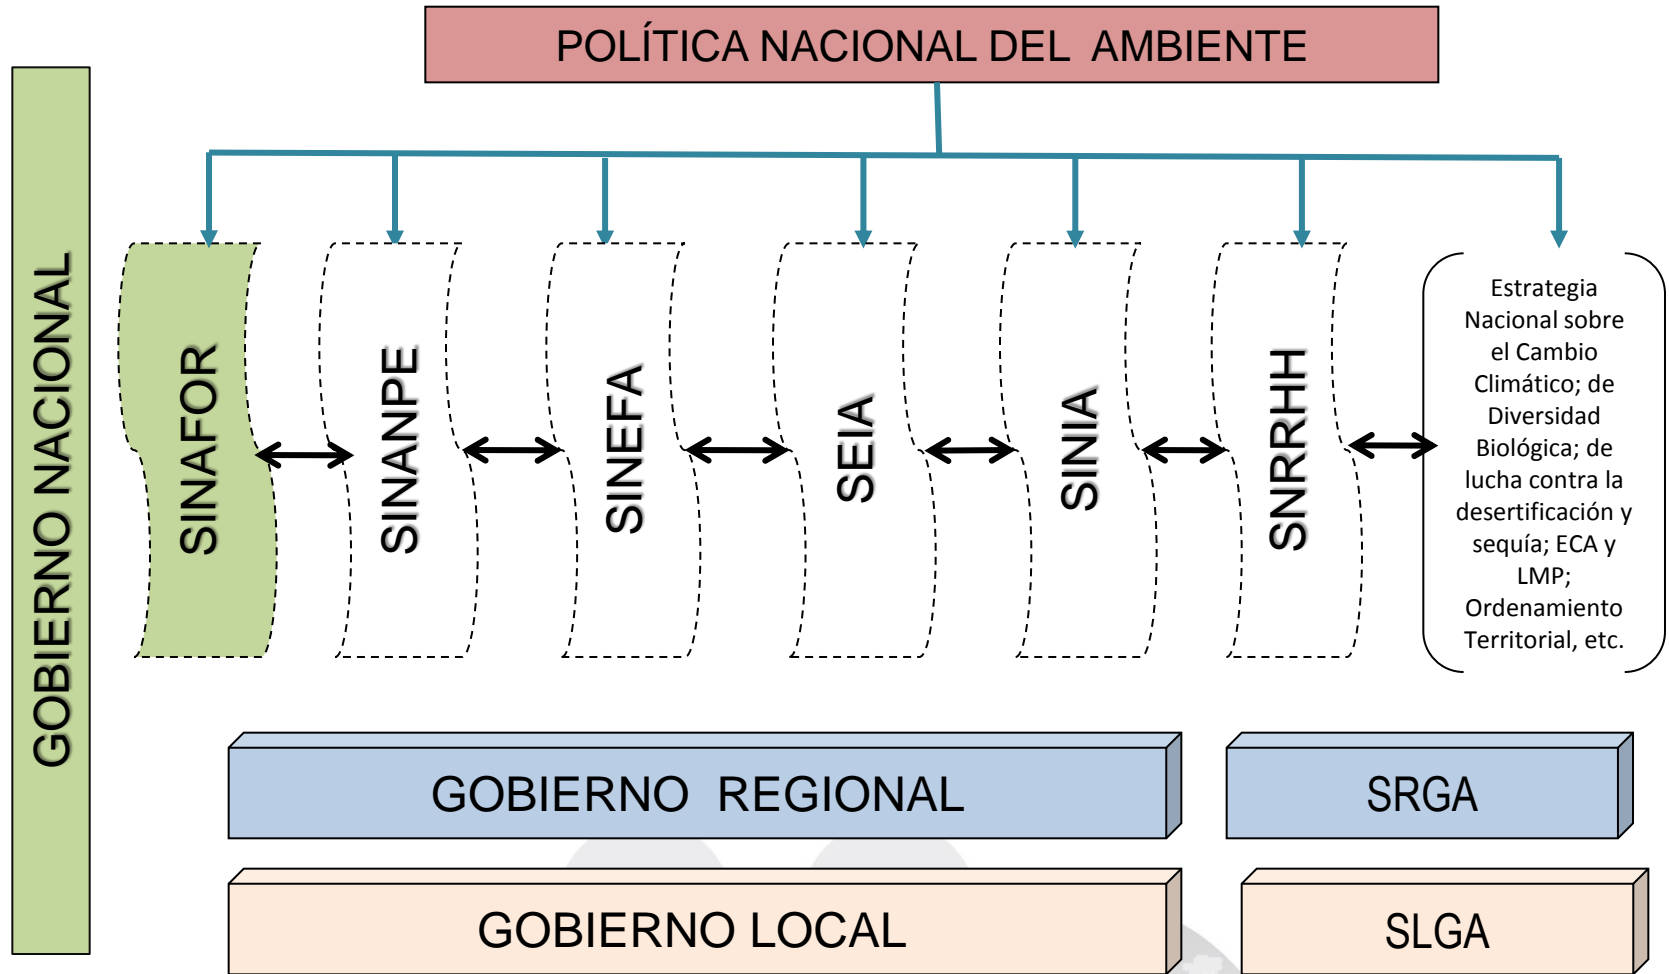 POLÍTICA NACIONAL DEL AMBIENTE
GOBIERNO NACIONAL
SINAFOR
SINANPE
SINEFA
SEIA
SINIA
SNRRHH
Estrategia
Nacional sobre
el Cambio
Climático; de
Diversidad
Biológica; de
lucha contra la
desertificación y
sequía; ECA y
LMP;
Ordenamiento
Territorial, etc.
GOBIERNO REGIONAL
SRGA
GOBIERNO LOCAL
SLGA